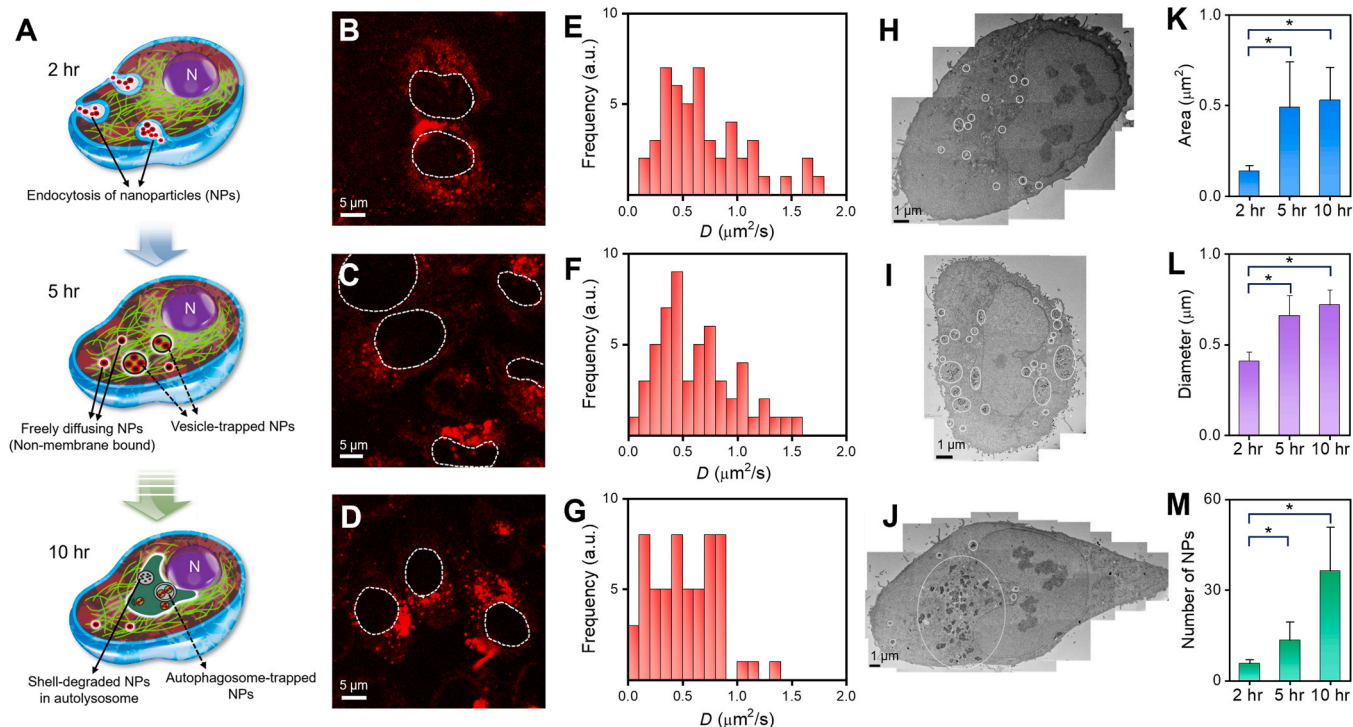 A
2 hr
N
Endocytosis of nanoparticles (NPs)
5 hr
N
Freely diffusing NPs
(Non-membrane bound)
Vesicle-trapped NPs
10 hr
N
Shell-degraded NPs
in autolysosome
Autophagosome-trapped
NPs
B
5 μm
C
5 μm
D
5 μm
E
Frequency (a.u.)
10
5
0.0 0.5 1.0 1.5 2.0
D (μm²/s)
F
Frequency (a.u.)
10
5
0.0 0.5 1.0 1.5 2.0
D (μm²/s)
G
Frequency (a.u.)
10
5
0.0 0.5 1.0 1.5 2.0
D (μm²/s)
H
1 μm
I
1 μm
J
1 μm
K
Area (μm²)
1.0
0.5
0.0
* *
2 hr 5 hr 10 hr
L
Diameter (μm)
1.0
0.5
0.0
* *
2 hr 5 hr 10 hr
M
Number of NPs
60
30
0
* *
2 hr 5 hr 10 hr